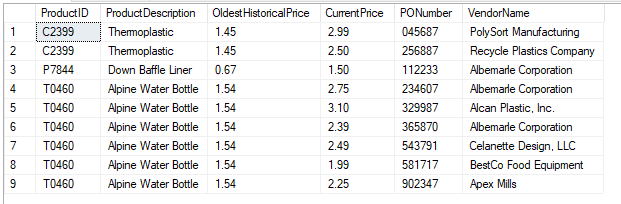 ProductID ProductDescription OldestHistoricalPrice CurrentPrice PONumber VendorName
1 C2399 Thermoplastic 1.45 2.99 045687 PolySort Manufacturing
2 C2399 Thermoplastic 1.45 2.50 256887 Recycle Plastics Company
3 P7844 Down Baffle Liner 0.67 1.50 112233 Albemarle Corporation
4 T0460 Alpine Water Bottle 1.54 2.75 234607 Albemarle Corporation
5 T0460 Alpine Water Bottle 1.54 3.10 329987 Alcan Plastic, Inc.
6 T0460 Alpine Water Bottle 1.54 2.39 365870 Albemarle Corporation
7 T0460 Alpine Water Bottle 1.54 2.49 543791 Celanette Design, LLC
8 T0460 Alpine Water Bottle 1.54 1.99 581717 BestCo Food Equipment
9 T0460 Alpine Water Bottle 1.54 2.25 902347 Apex Mills